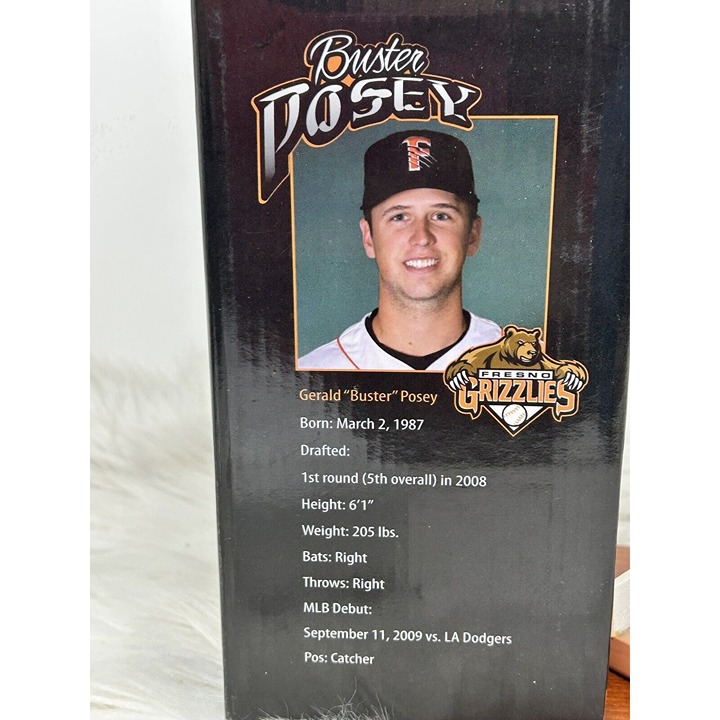 Buster
POSEY
F
FRESNO
GRIZZLIES
Gerald "Buster" Posey
Born: March 2, 1987
Drafted:
1st round (5th overall) in 2008
Height: 6'1"
Weight: 205 lbs.
Bats: Right
Throws: Right
MLB Debut:
September 11, 2009 vs. LA Dodgers
Pos: Catcher